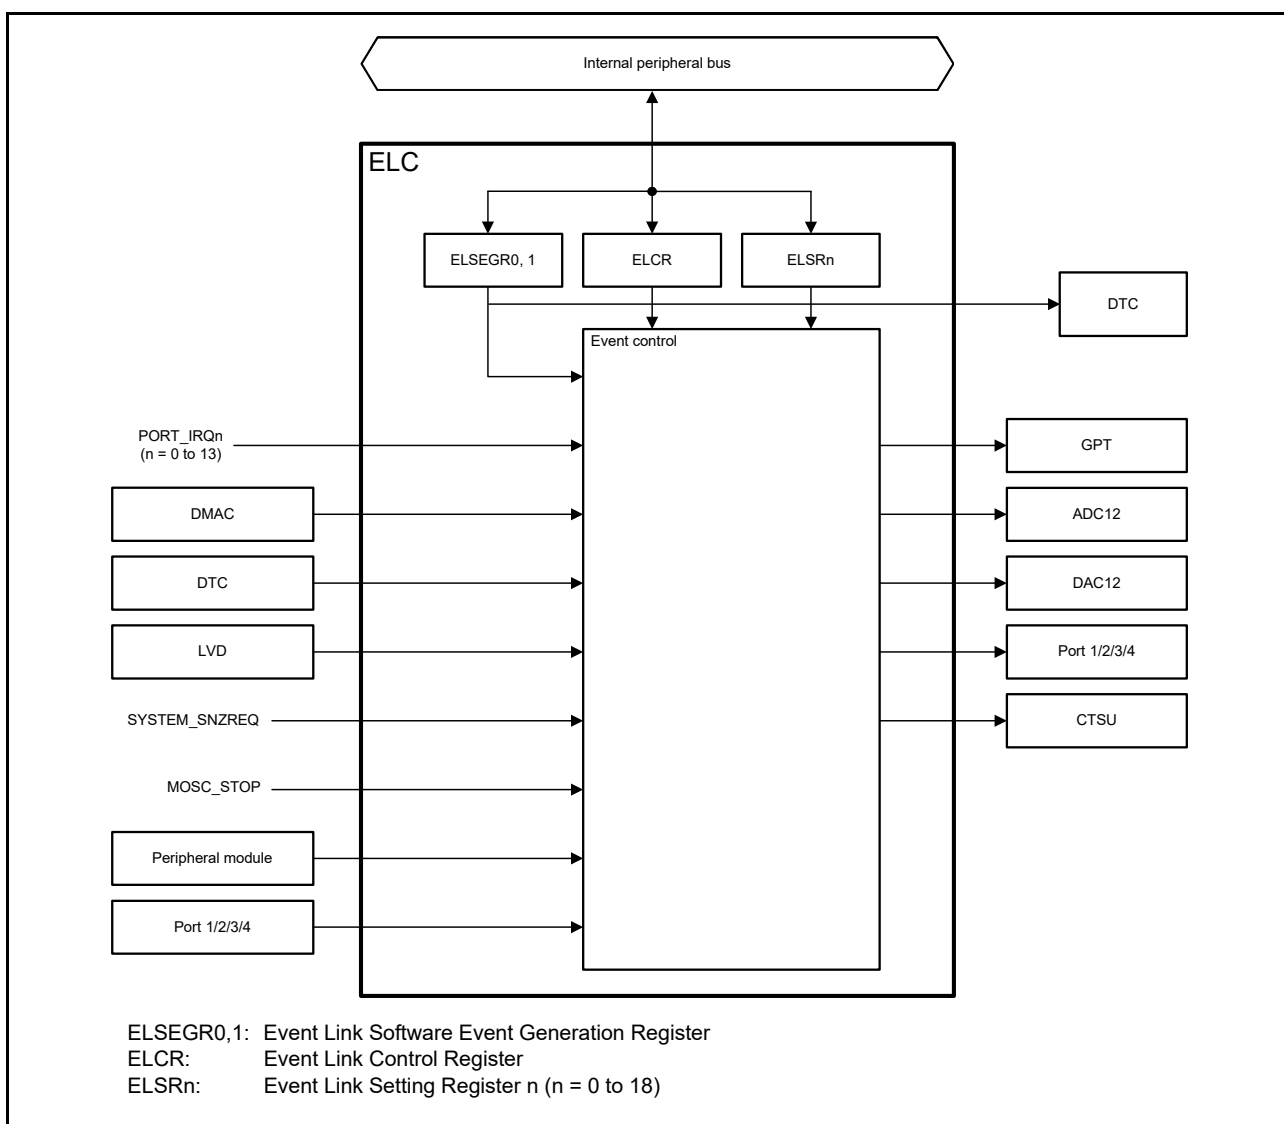 Internal peripheral bus
ELC
ELSEGR0, 1
ELCR
ELSRn
DTC
Event control
PORT_IRQn
(n = 0 to 13)
GPT
DMAC
ADC12
DTC
DAC12
LVD
Port 1/2/3/4
SYSTEM_SNZREQ
CTSU
MOSC_STOP
Peripheral module
Port 1/2/3/4
ELSEGR0,1: Event Link Software Event Generation Register
ELCR: Event Link Control Register
ELSRn: Event Link Setting Register n (n = 0 to 18)